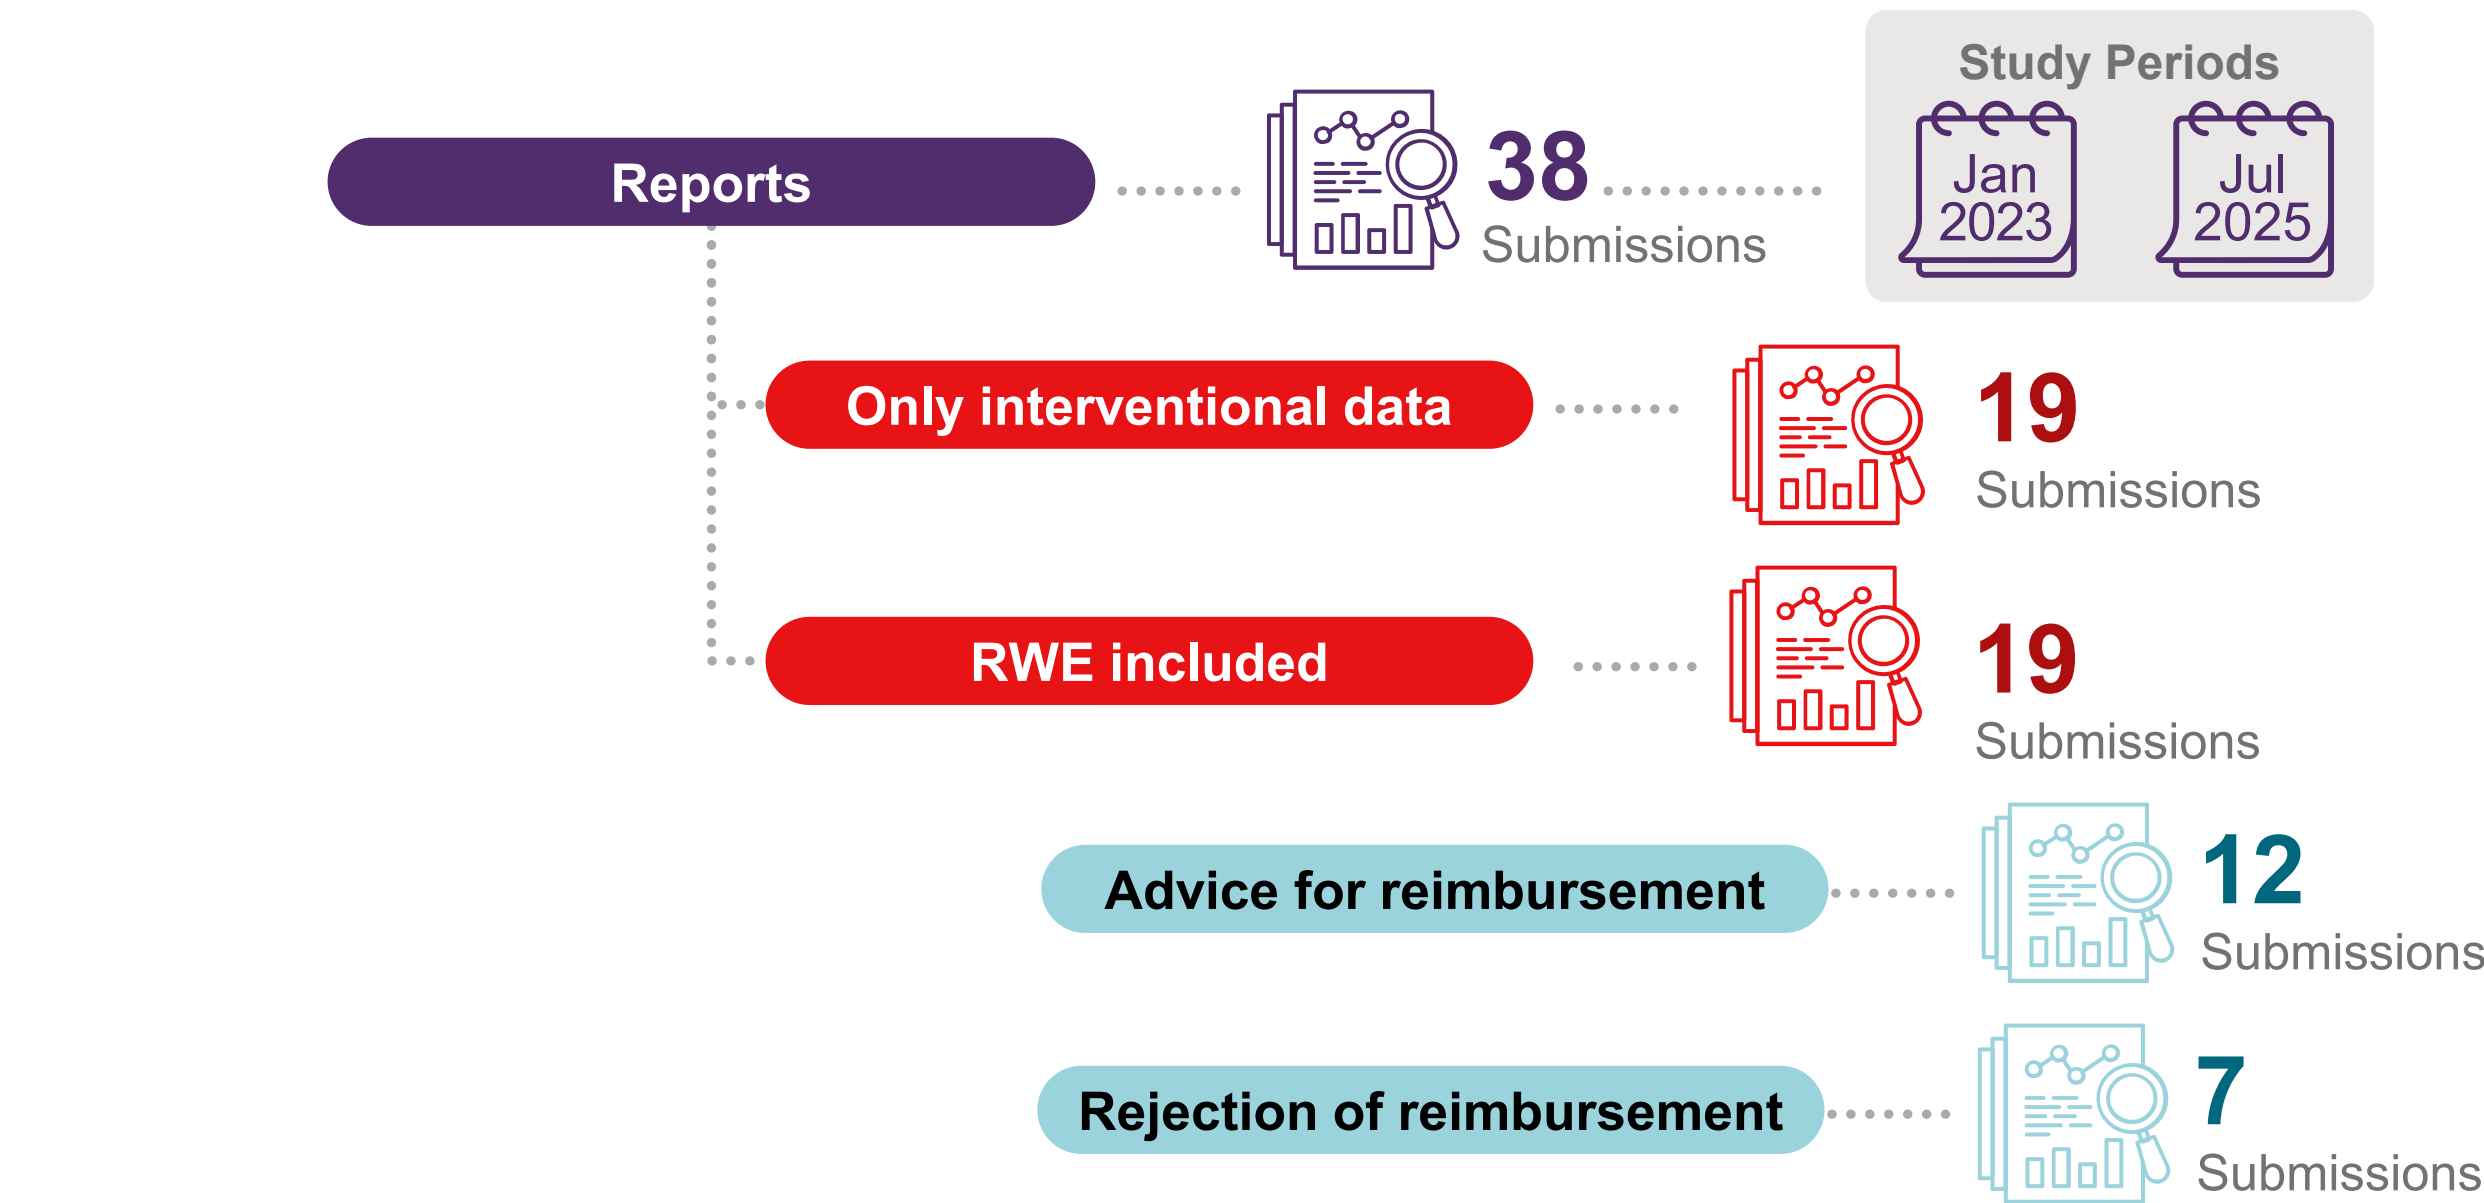 Study Periods
Jan
2023
Jul
2025
Reports
38
Submissions
Only interventional data
19
Submissions
RWE included
19
Submissions
Advice for reimbursement
12
Submissions
Rejection of reimbursement
7
Submissions